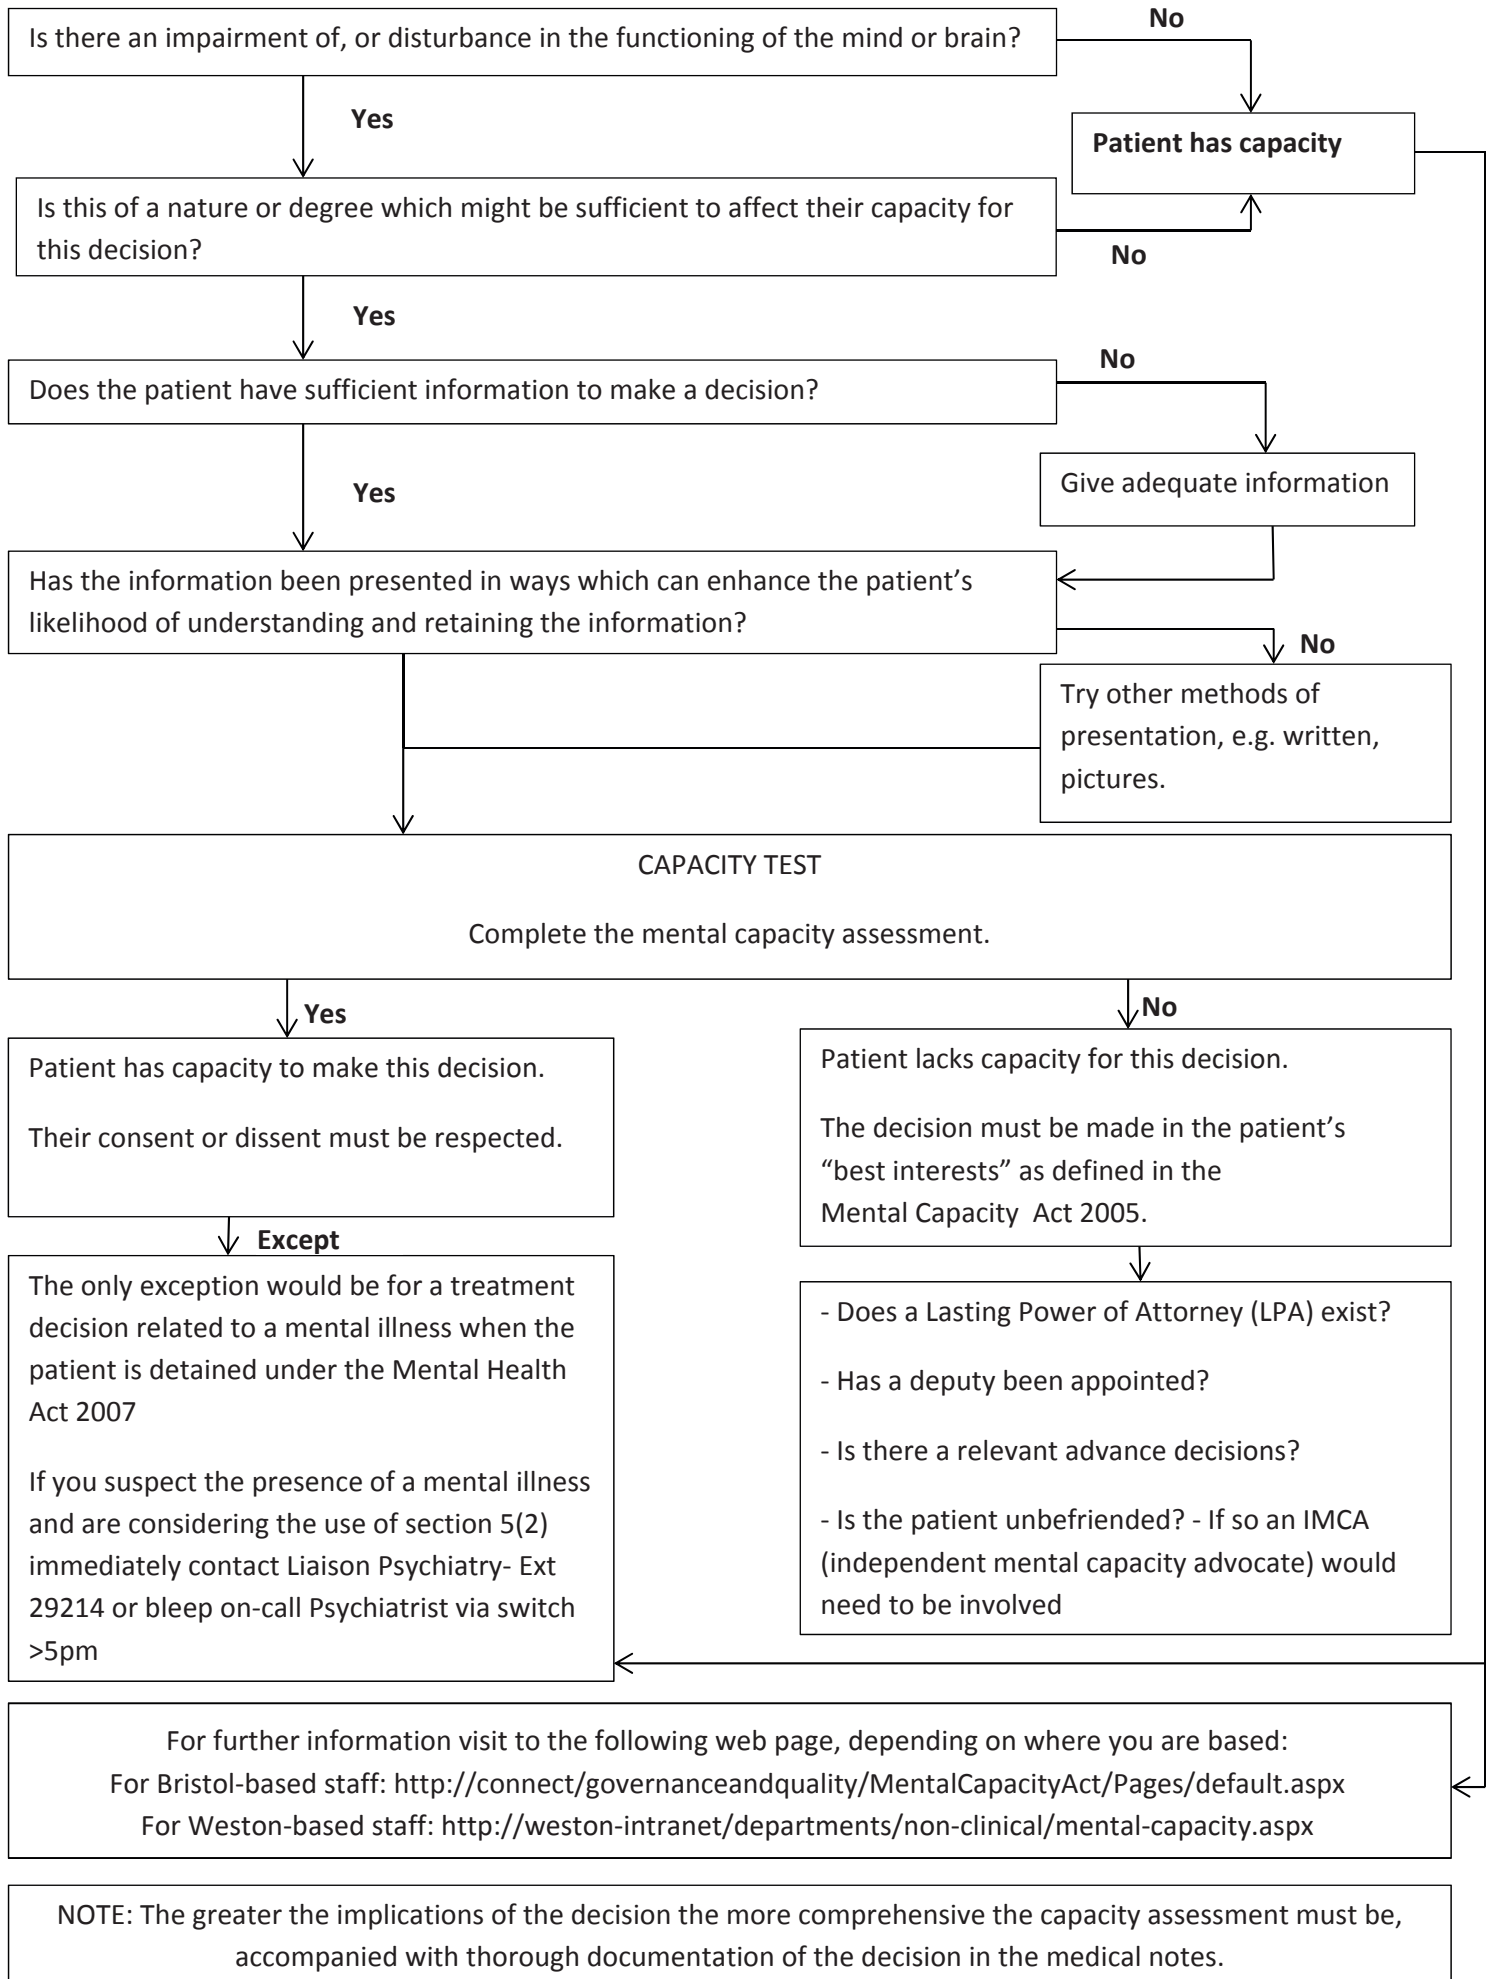 Is there an impairment of, or disturbance in the functioning of the mind or brain?
No
Yes
Patient has capacity
Is this of a nature or degree which might be sufficient to affect their capacity for
this decision?
No
Yes
Does the patient have sufficient information to make a decision?
No
Yes
Give adequate information
Has the information been presented in ways which can enhance the patient’s
likelihood of understanding and retaining the information?
No
Try other methods of
presentation, e.g. written,
pictures.
CAPACITY TEST
Complete the mental capacity assessment.
Yes
Patient has capacity to make this decision.
Their consent or dissent must be respected.
Except
The only exception would be for a treatment
decision related to a mental illness when the
patient is detained under the Mental Health
Act 2007
If you suspect the presence of a mental illness
and are considering the use of section 5(2)
immediately contact Liaison Psychiatry- Ext
29214 or bleep on-call Psychiatrist via switch
>5pm
No
Patient lacks capacity for this decision.
The decision must be made in the patient’s
“best interests” as defined in the
Mental Capacity  Act 2005.
- Does a Lasting Power of Attorney (LPA) exist?
- Has a deputy been appointed?
- Is there a relevant advance decisions?
- Is the patient unbefriended? - If so an IMCA
(independent mental capacity advocate) would
need to be involved
For further information visit to the following web page, depending on where you are based:
For Bristol-based staff: http://connect/governanceandquality/MentalCapacityAct/Pages/default.aspx
For Weston-based staff: http://weston-intranet/departments/non-clinical/mental-capacity.aspx
NOTE: The greater the implications of the decision the more comprehensive the capacity assessment must be,
accompanied with thorough documentation of the decision in the medical notes.